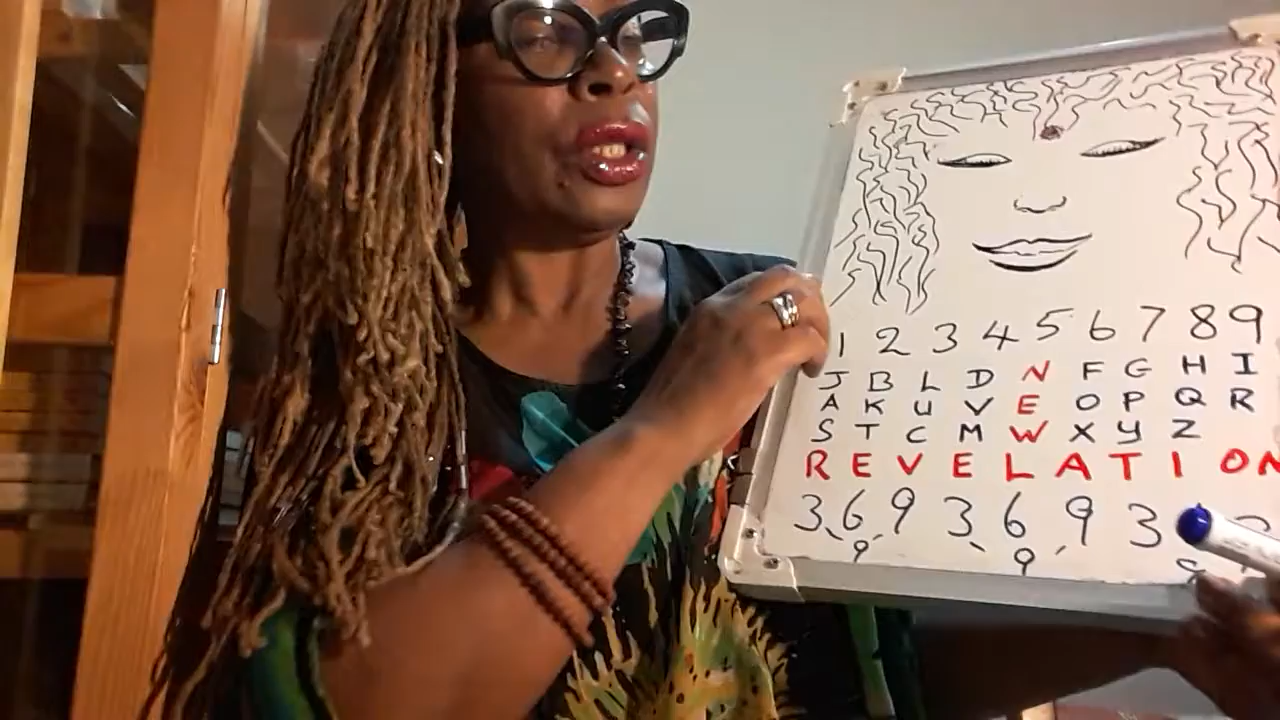 1 2 3 4 5 6 7 8 9
J B L D N F G H I
A K U V E O P Q R
S T C M W X Y Z
REVELATION
3 6 9 3 6 9 3
9 9